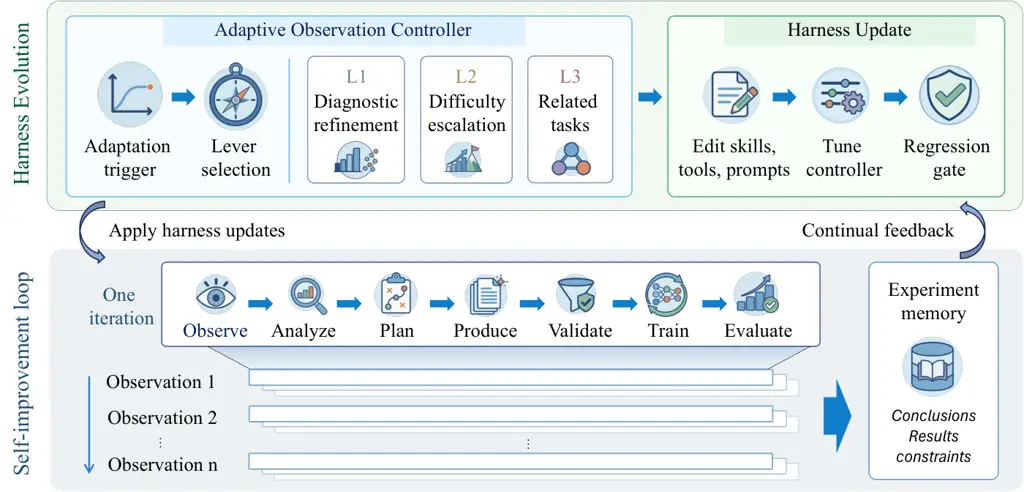 Harness Evolution
Adaptive Observation Controller
Adaptation
trigger
Lever
selection
L1
Diagnostic
refinement
L2
Difficulty
escalation
L3
Related
tasks
Harness Update
Edit skills,
tools, prompts
Tune
controller
Regression
gate
Apply harness updates
Continual feedback
Self-improvement loop
One
iteration
Observe
Analyze
Plan
Produce
Validate
Train
Evaluate
Observation 1
Observation 2
⋮
⋮
Observation n
Experiment
memory
Conclusions
Results
constraints